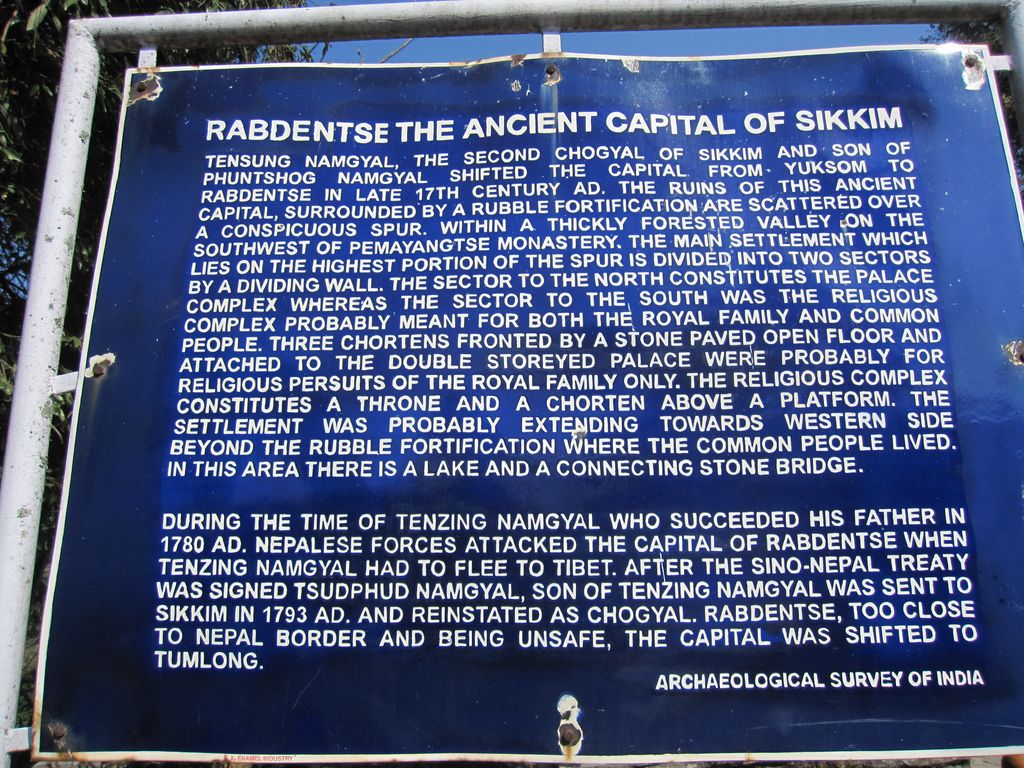 RABDENTSE THE ANCIENT CAPITAL OF SIKKIM
TENSUNG NAMGYAL, THE SECOND CHOGYAL OF SIKKIM AND SON OF
PHUNTSHOG NAMGYAL SHIFTED THE CAPITAL FROM YUKSOM TO
RABDENTSE IN LATE 17TH CENTURY AD. THE RUINS OF THIS ANCIENT
CAPITAL, SURROUNDED BY A RUBBLE FORTIFICATION ARE SCATTERED OVER
A CONSPICUOUS SPUR. WITHIN A THICKLY FORESTED VALLEY ON THE
SOUTHWEST OF PEMAYANGTSE MONASTERY. THE MAIN SETTLEMENT WHICH
LIES ON THE HIGHEST PORTION OF THE SPUR IS DIVIDED INTO TWO SECTORS
BY A DIVIDING WALL. THE SECTOR TO THE NORTH CONSTITUTES THE PALACE
COMPLEX WHEREAS THE SECTOR TO THE SOUTH WAS THE RELIGIOUS
COMPLEX PROBABLY MEANT FOR BOTH THE ROYAL FAMILY AND COMMON
PEOPLE. THREE CHORTENS FRONTED BY A STONE PAVED OPEN FLOOR AND
ATTACHED TO THE DOUBLE STOREYED PALACE WERE PROBABLY FOR
RELIGIOUS PERSUITS OF THE ROYAL FAMILY ONLY. THE RELIGIOUS COMPLEX
CONSTITUTES A THRONE AND A CHORTEN ABOVE A PLATFORM. THE
SETTLEMENT WAS PROBABLY EXTENDING TOWARDS WESTERN SIDE
BEYOND THE RUBBLE FORTIFICATION WHERE THE COMMON PEOPLE LIVED.
IN THIS AREA THERE IS A LAKE AND A CONNECTING STONE BRIDGE.
DURING THE TIME OF TENZING NAMGYAL WHO SUCCEEDED HIS FATHER IN
1780 AD. NEPALESE FORCES ATTACKED THE CAPITAL OF RABDENTSE WHEN
TENZING NAMGYAL HAD TO FLEE TO TIBET. AFTER THE SINO-NEPAL TREATY
WAS SIGNED TSUDPHUD NAMGYAL, SON OF TENZING NAMGYAL WAS SENT TO
SIKKIM IN 1793 AD. AND REINSTATED AS CHOGYAL. RABDENTSE, TOO CLOSE
TO NEPAL BORDER AND BEING UNSAFE, THE CAPITAL WAS SHIFTED TO
TUMLONG.
ARCHAEOLOGICAL SURVEY OF INDIA
ENAMEL INDUSTRY